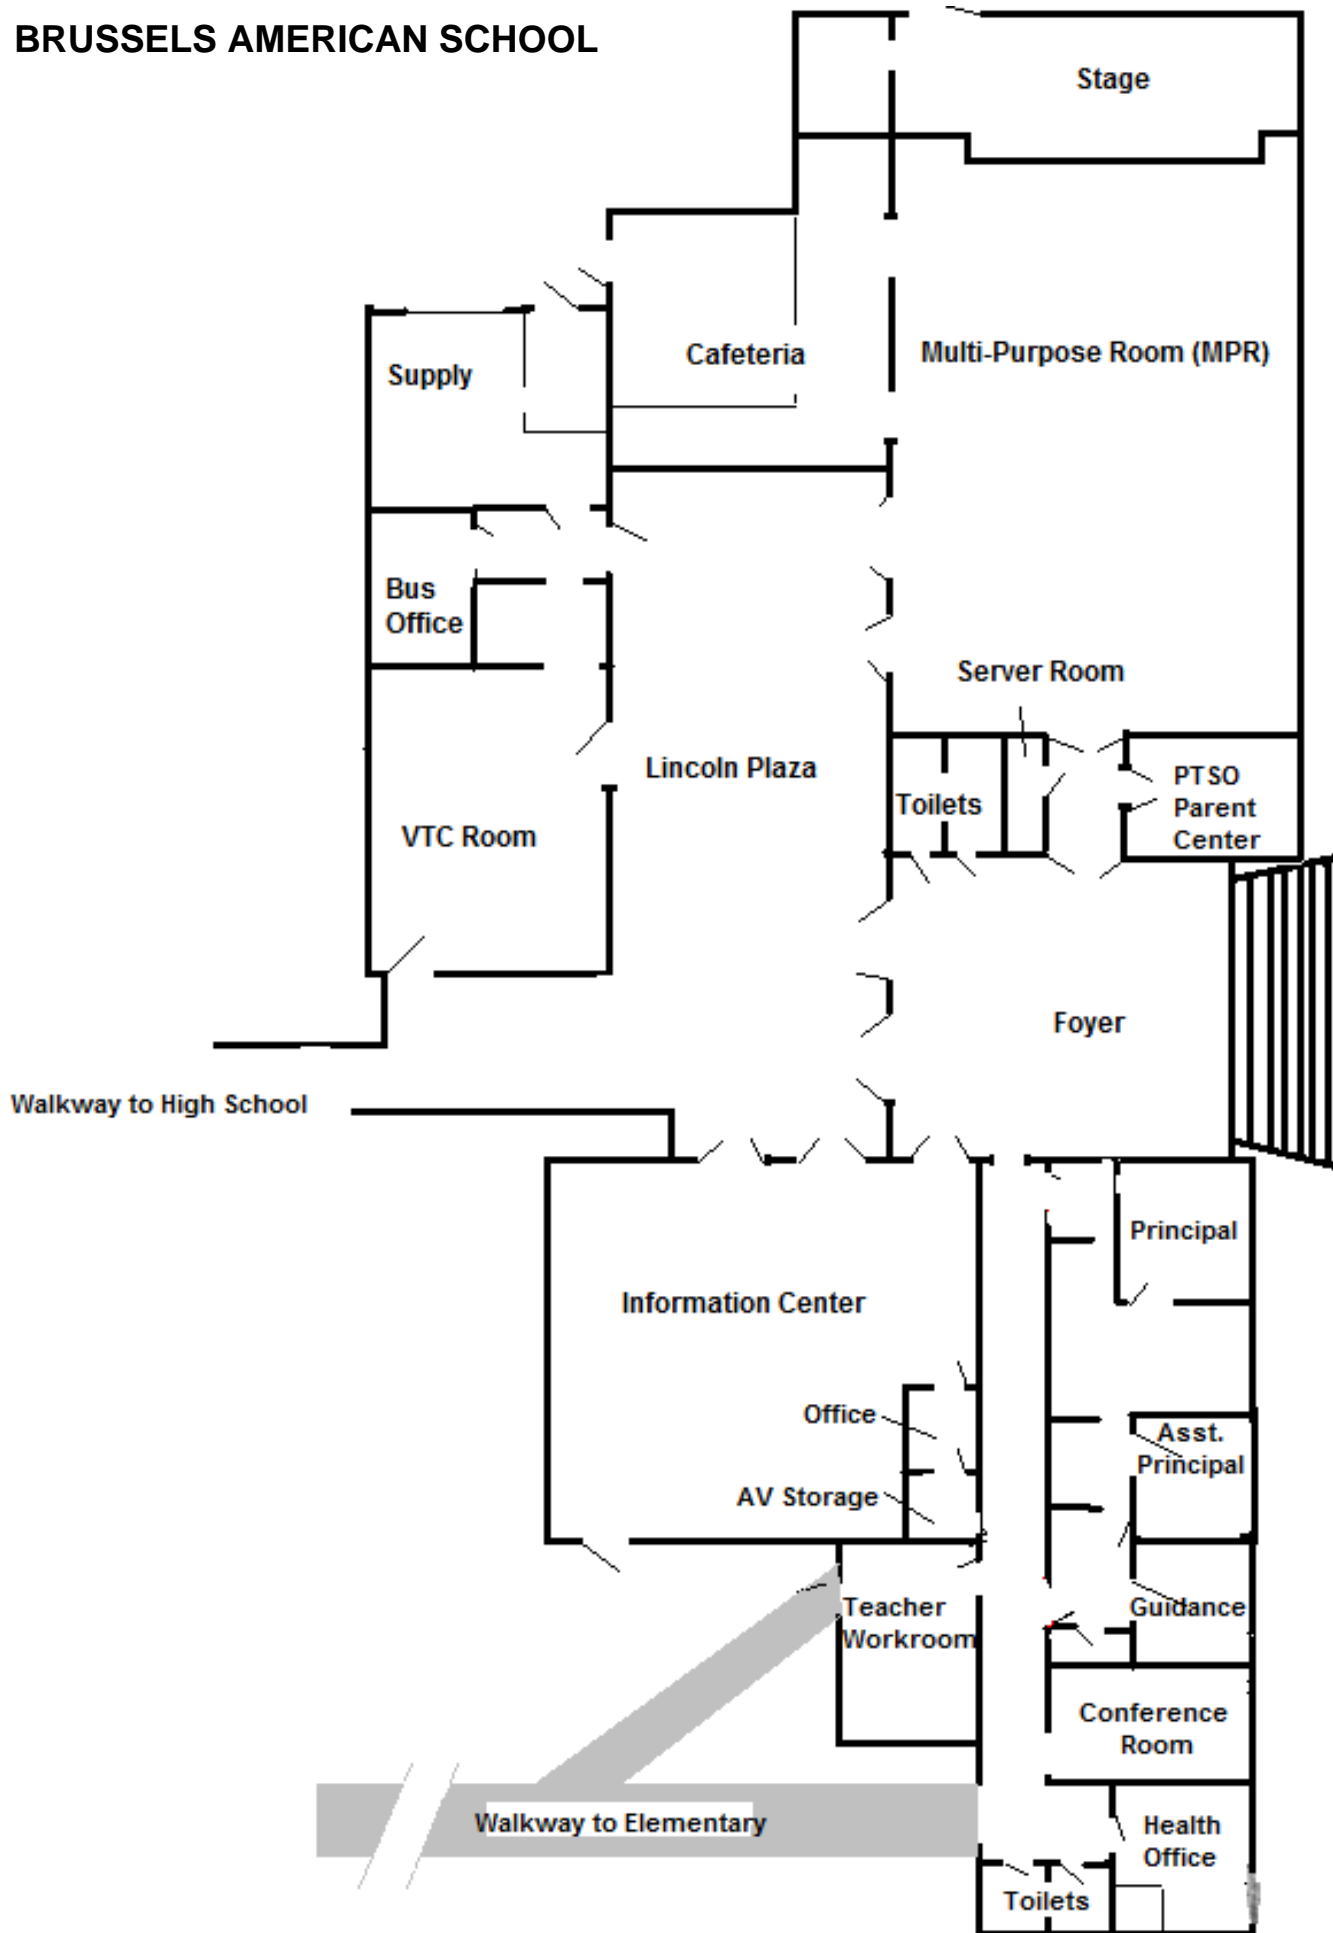 BRUSSELS AMERICAN SCHOOL
Stage
Cafeteria
Multi-Purpose Room (MPR)
Supply
Bus
Office
Server Room
Lincoln Plaza
PTSO
Parent
Center
Toilets
VTC Room
Foyer
Walkway to High School
Principal
Information Center
Office
Asst.
Principal
AV Storage
Teacher
Workroom
Guidance
Conference
Room
Walkway to Elementary
Health
Office
Toilets